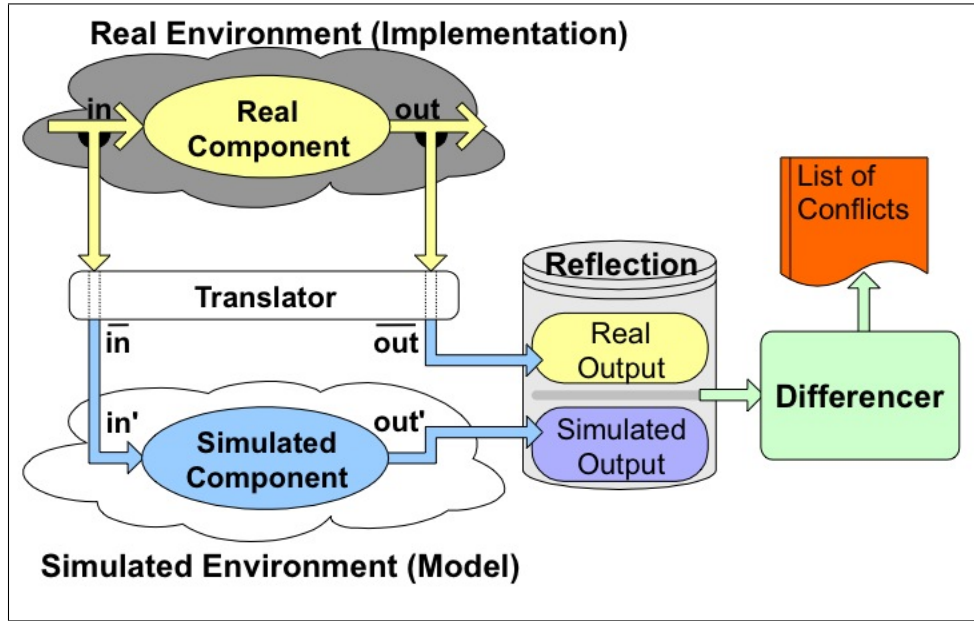 Real Environment (Implementation)
in
Real
Component
out
List of
Conflicts
Translator
Reflection
in
out
Real
Output
Differencer
in'
Simulated
Component
out'
Simulated
Output
Simulated Environment (Model)